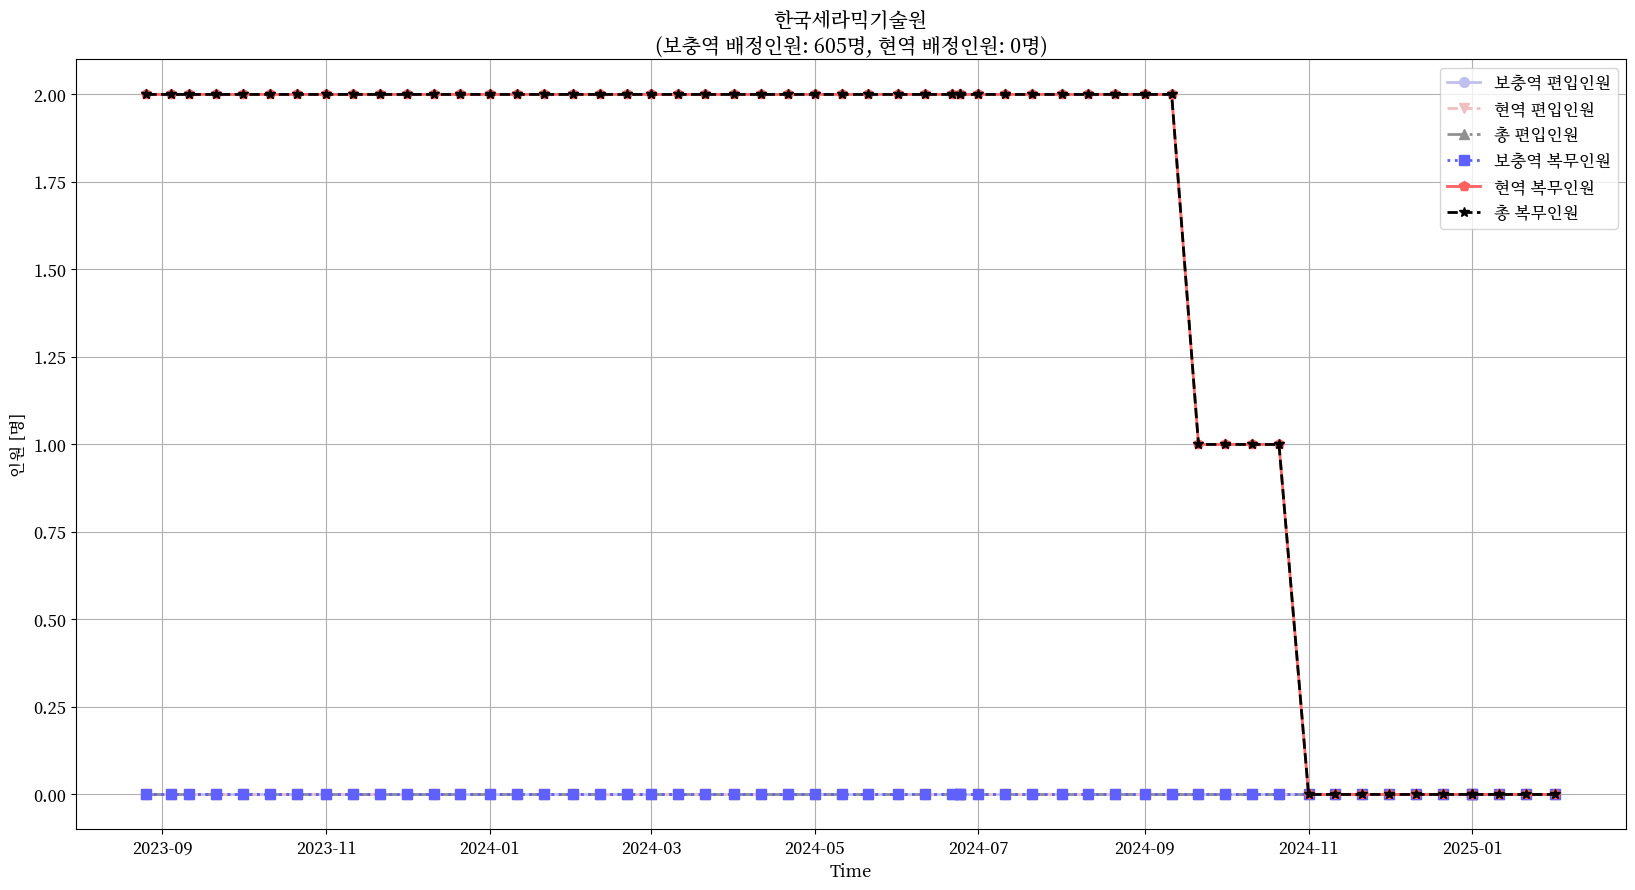 한국세라믹기술원
(보충역 배정인원: 605명, 현역 배정인원: 0명)
보충역 편입인원
현역 편입인원
총 편입인원
보충역 복무인원
현역 복무인원
총 복무인원
인원 [명]
2.00
1.75
1.50
1.25
1.00
0.75
0.50
0.25
0.00
2023-09
2023-11
2024-01
2024-03
2024-05
2024-07
2024-09
2024-11
2025-01
Time